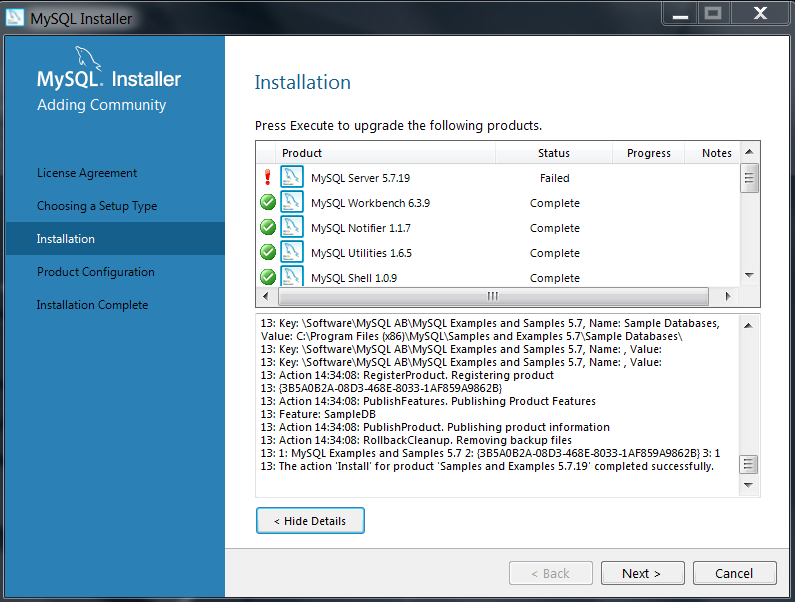 MySQL Installer
MySQL. Installer
Adding Community
License Agreement
Choosing a Setup Type
Installation
Product Configuration
Installation Complete
Installation
Press Execute to upgrade the following products.
Product Status Progress Notes
MySQL Server 5.7.19 Failed
MySQL Workbench 6.3.9 Complete
MySQL Notifier 1.1.7 Complete
MySQL Utilities 1.6.5 Complete
MySQL Shell 1.0.9 Complete
13: Key: \Software\MySQL AB\MySQL Examples and Samples 5.7, Name: Sample Databases,
Value: C:\Program Files (x86)\MySQL\Samples and Examples 5.7\Sample Databases\
13: Key: \Software\MySQL AB\MySQL Examples and Samples 5.7, Name: , Value:
13: Key: \Software\MySQL AB\MySQL Examples and Samples 5.7, Name: , Value:
13: Action 14:34:08: RegisterProduct. Registering product
13: {3B5A0B2A-08D3-468E-8033-1AF859A9862B}
13: Action 14:34:08: PublishFeatures. Publishing Product Features
13: Feature: SampleDB
13: Action 14:34:08: PublishProduct. Publishing product information
13: Action 14:34:08: RollbackCleanup. Removing backup files
13: 1: MySQL Examples and Samples 5.7 2: {3B5A0B2A-08D3-468E-8033-1AF859A9862B} 3: 1
13: The action 'Install' for product 'Samples and Examples 5.7.19' completed successfully.
< Hide Details
< Back Next > Cancel